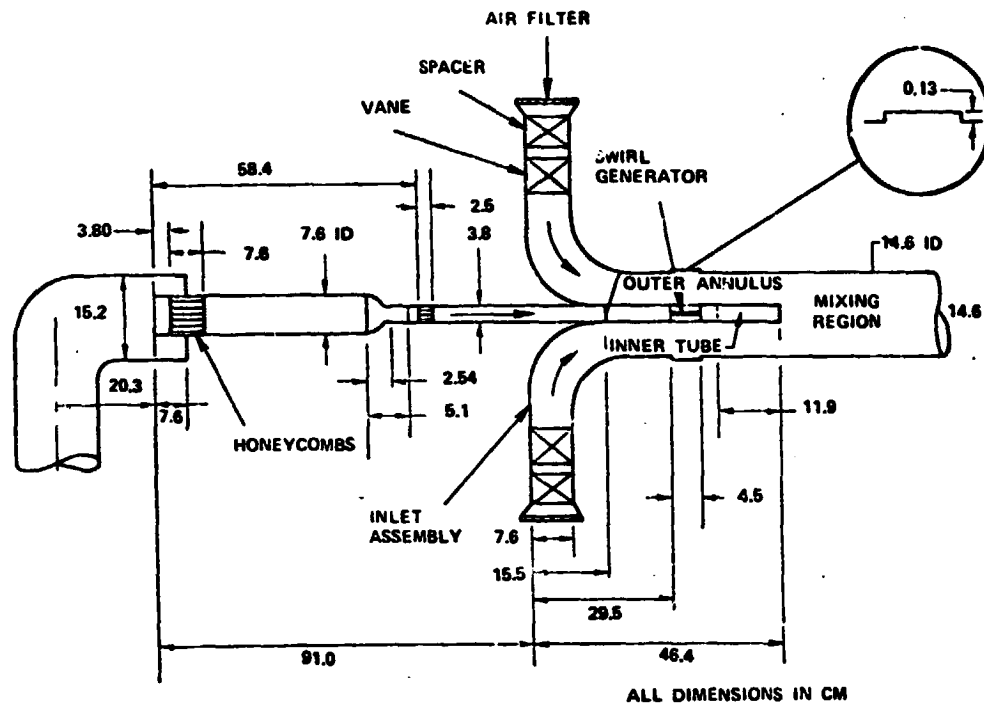 AIR FILTER
SPACER
VANE
0.13
SWIRL
GENERATOR
58.4
2.5
3.80
7.6
7.6 ID
3.8
14.6 ID
OUTER ANNULUS
MIXING
REGION
15.2
14.6
INNER TUBE
20.3
2.54
7.6
5.1
11.9
HONEYCOMBS
4.5
INLET
ASSEMBLY
7.6
15.5
29.5
91.0
46.4
ALL DIMENSIONS IN CM